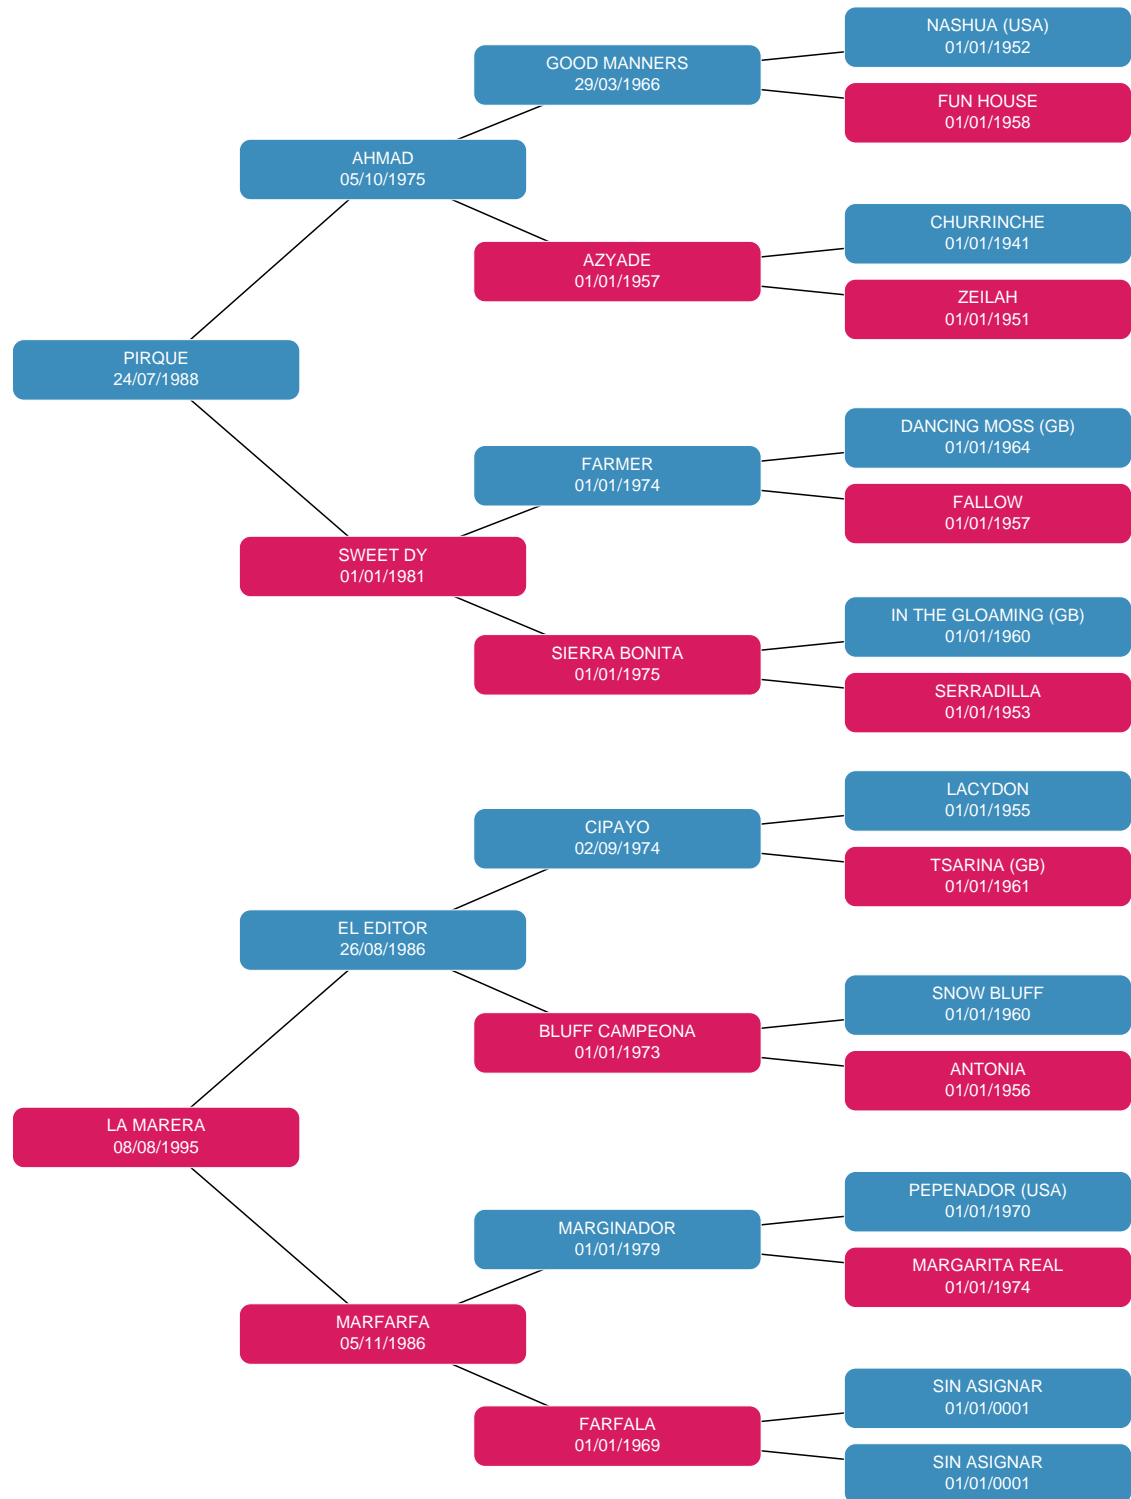 NASHUA (USA)
01/01/1952
GOOD MANNERS
29/03/1966
FUN HOUSE
01/01/1958
AHMAD
05/10/1975
CHURRINCHE
01/01/1941
AZYADE
01/01/1957
ZEILAH
01/01/1951
PIRQUE
24/07/1988
DANCING MOSS (GB)
01/01/1964
FARMER
01/01/1974
FALLOW
01/01/1957
SWEET DY
01/01/1981
IN THE GLOAMING (GB)
01/01/1960
SIERRA BONITA
01/01/1975
SERRADILLA
01/01/1953
LACYDON
01/01/1955
CIPAYO
02/09/1974
TSARINA (GB)
01/01/1961
EL EDITOR
26/08/1986
SNOW BLUFF
01/01/1960
BLUFF CAMPEONA
01/01/1973
ANTONIA
01/01/1956
LA MARERA
08/08/1995
PEPENADOR (USA)
01/01/1970
MARGINADOR
01/01/1979
MARGARITA REAL
01/01/1974
MARFARFA
05/11/1986
SIN ASIGNAR
01/01/0001
FARFALA
01/01/1969
SIN ASIGNAR
01/01/0001